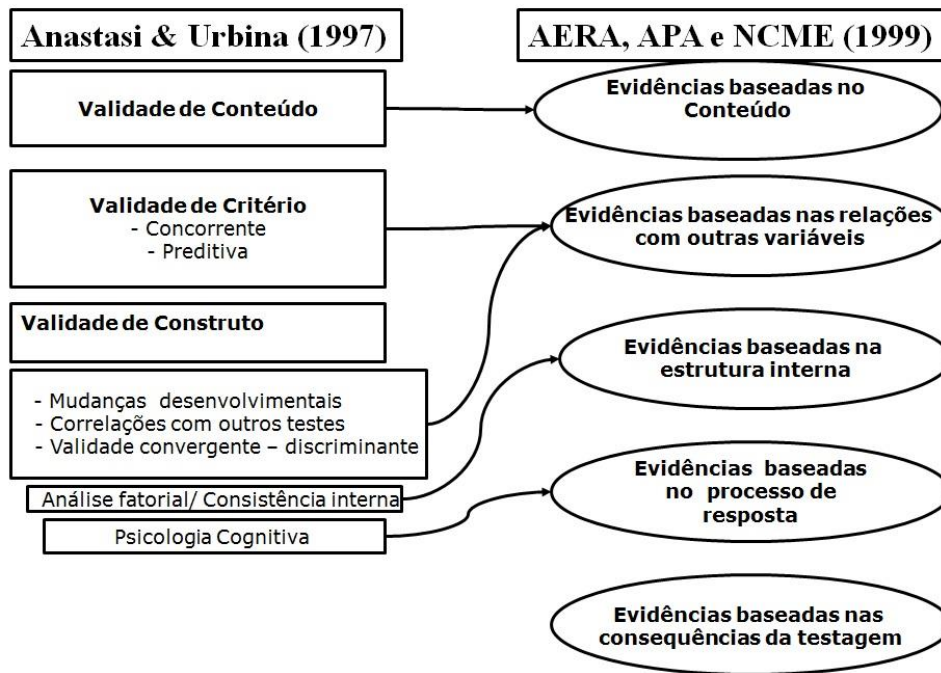 Anastasi & Urbina (1997)
Validade de Conteúdo
Validade de Critério
- Concorrente
- Preditiva
Validade de Construto
- Mudanças desenvolvimentais
- Correlações com outros testes
- Validade convergente – discriminante
Análise fatorial/ Consistência interna
Psicologia Cognitiva
AERA, APA e NCME (1999)
Evidências baseadas no
Conteúdo
Evidências baseadas nas relações
com outras variáveis
Evidências baseadas na
estrutura interna
Evidências baseadas
no processo de
resposta
Evidências baseadas nas
consequências da testagem